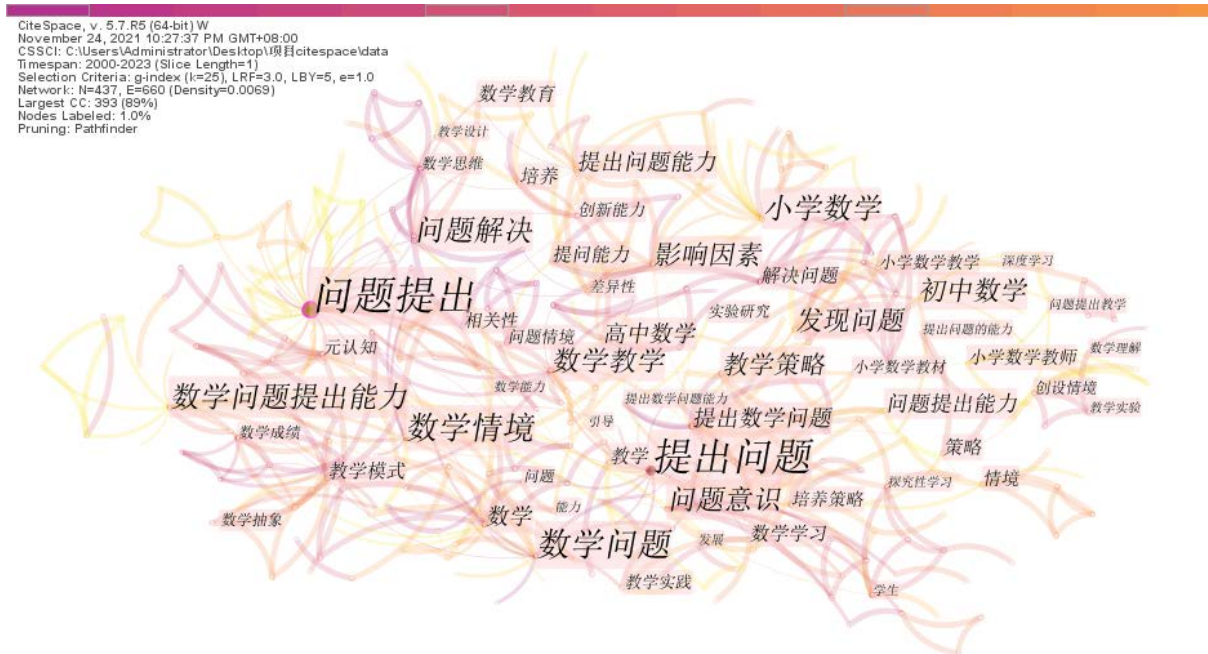 CiteSpace, v. 5.7.R5 (64-bit) W
November 24, 2021 10:27:37 PM GMT+08:00
CSSCI: C:\Users\Administrator\Desktop\项目citespace\data
Timespan: 2000-2023 (Slice Length=1)
Selection Criteria: g-index (k=25), LRF=3.0, LBY=5, e=1.0
Network: N=437, E=660 (Density=0.0069)
Largest CC: 393 (89%)
Nodes Labeled: 1.0%
Pruning: Pathfinder
数学教育
教学设计
数学思维
培养
提出问题能力
创新能力
小学数学
问题解决
提问能力
影响因素
解决问题
小学数学教学
深度学习
差异性
问题提出
初中数学
问题提出教学
相关性
实验研究
发现问题
问题情境
高中数学
提出问题的能力
元认知
数学教学
教学策略
小学数学教材
小学数学教师
数学理解
数学能力
创设情境
数学问题提出能力
提出数学问题能力
问题提出能力
教学实验
提出数学问题
引导
数学情境
数学成绩
策略
教学
提出问题
教学模式
问题
探究性学习
情境
问题意识
培养策略
能力
数学抽象
数学
数学学习
发展
数学问题
教学实践
学生